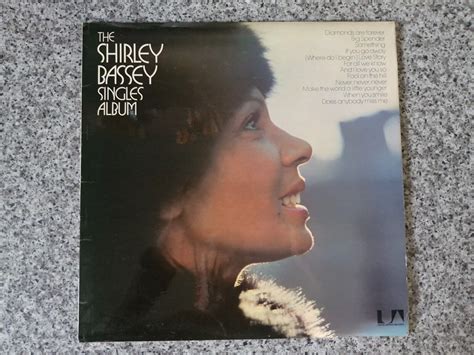 THE
SHIRLEY
BASSEY
SINGLES
ALBUM
Diamonds are forever
Big Spender
Something
If you go away
(Where do I begin) Love Story
For all we know
And I love you so
Fool on the hill
Never never never
Make the world a little younger
When you smile
Does anybody miss me
UA